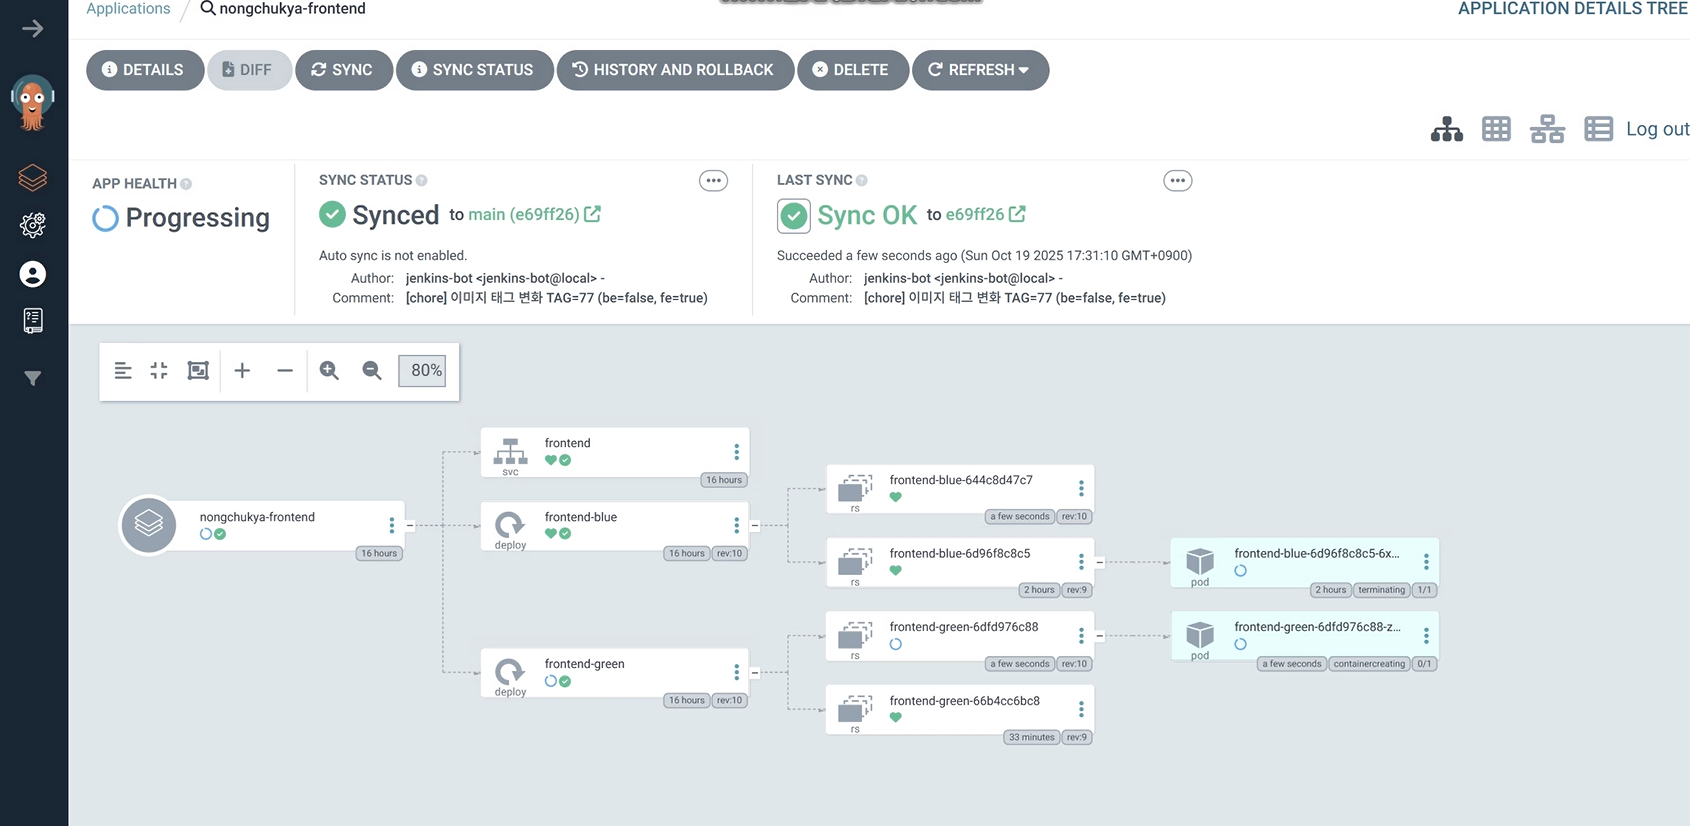 Applications / nongchukya-frontend
APPLICATION DETAILS TREE
DETAILS DIFF SYNC SYNC STATUS HISTORY AND ROLLBACK DELETE REFRESH
Log out
APP HEALTH
Progressing
SYNC STATUS
Synced to main (e69ff26)
Auto sync is not enabled.
Author: jenkins-bot <jenkins-bot@local> -
Comment: [chore] 이미지 태그 변화 TAG=77 (be=false, fe=true)
LAST SYNC
Sync OK to e69ff26
Succeeded a few seconds ago (Sun Oct 19 2025 17:31:10 GMT+0900)
Author: jenkins-bot <jenkins-bot@local> -
Comment: [chore] 이미지 태그 변화 TAG=77 (be=false, fe=true)
80%
nongchukya-frontend
16 hours
frontend
svc
16 hours
frontend-blue
deploy
16 hours rev:10
frontend-green
deploy
16 hours rev:10
frontend-blue-644c8d47c7
rs
a few seconds rev:10
frontend-blue-6d96f8c8c5
rs
2 hours rev:9
frontend-green-6dfd976c88
rs
a few seconds rev:10
frontend-green-66b4cc6bc8
rs
33 minutes rev:9
frontend-blue-6d96f8c8c5-6x...
pod
2 hours terminating 1/1
frontend-green-6dfd976c88-z...
pod
a few seconds containercreating 0/1